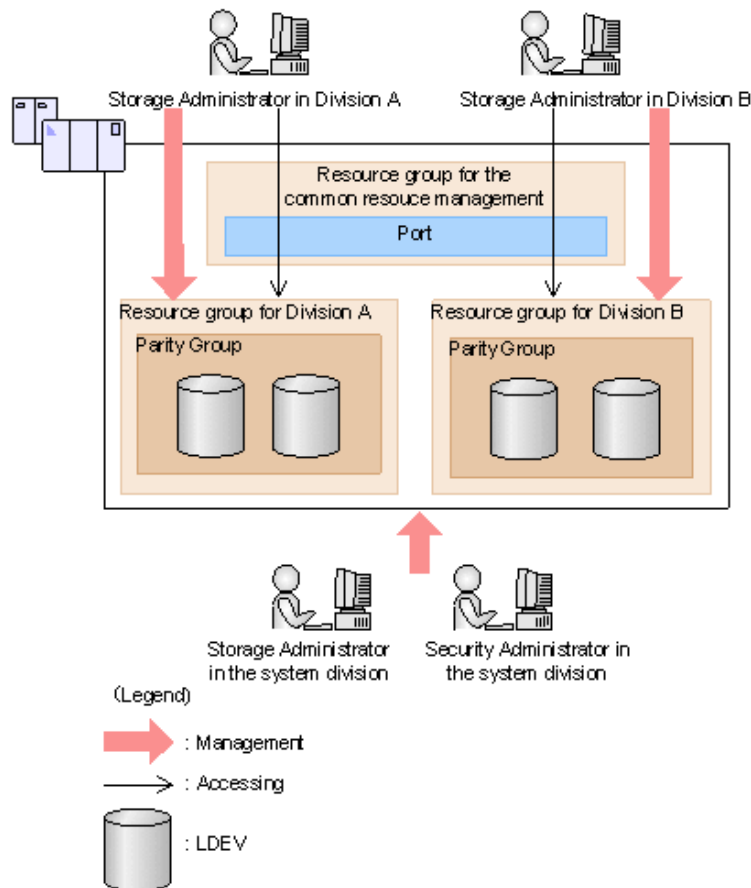 Storage Administrator in Division A
Storage Administrator in Division B
Resource group for the
common resouce management
Port
Resource group for Division A
Parity Group
Resource group for Division B
Parity Group
Storage Administrator
in the system division
Security Administrator in
the system division
(Legend)
: Management
: Accessing
: LDEV